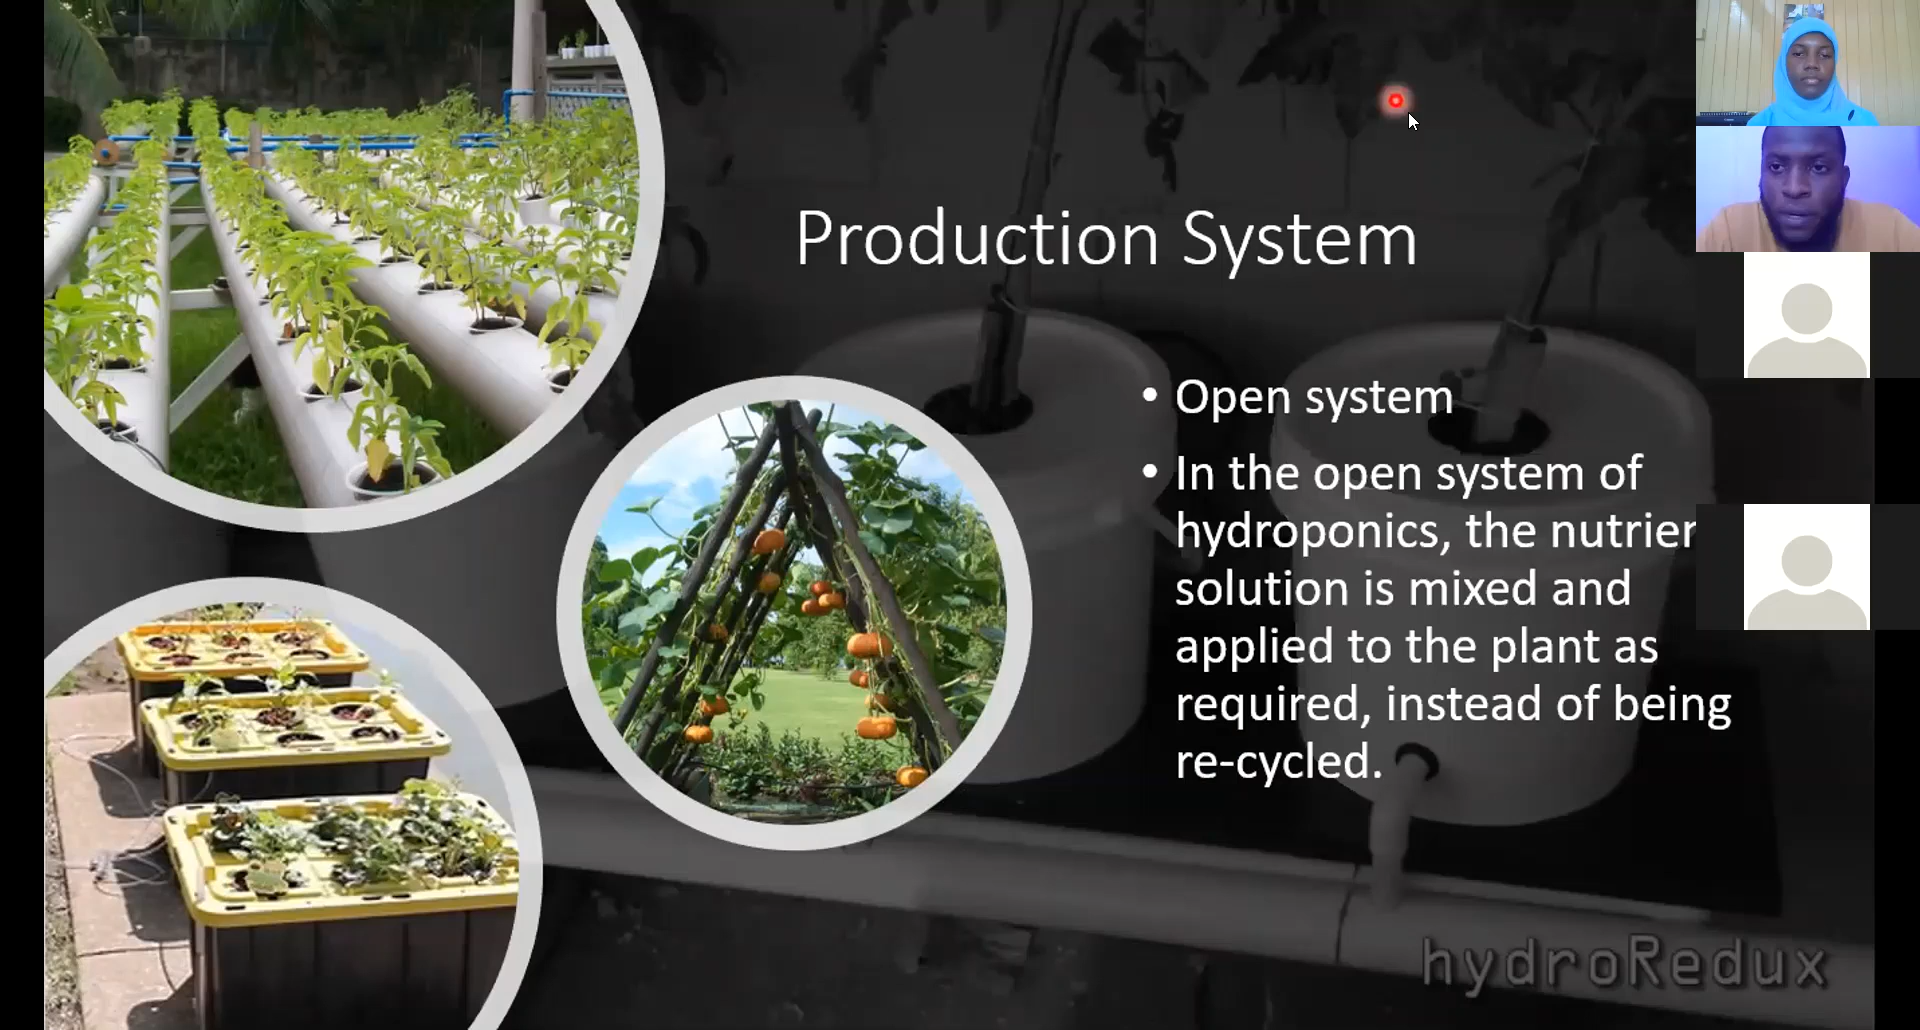 Production System
• Open system
• In the open system of
hydroponics, the nutrien
solution is mixed and
applied to the plant as
required, instead of being
re-cycled.
hydroRedux